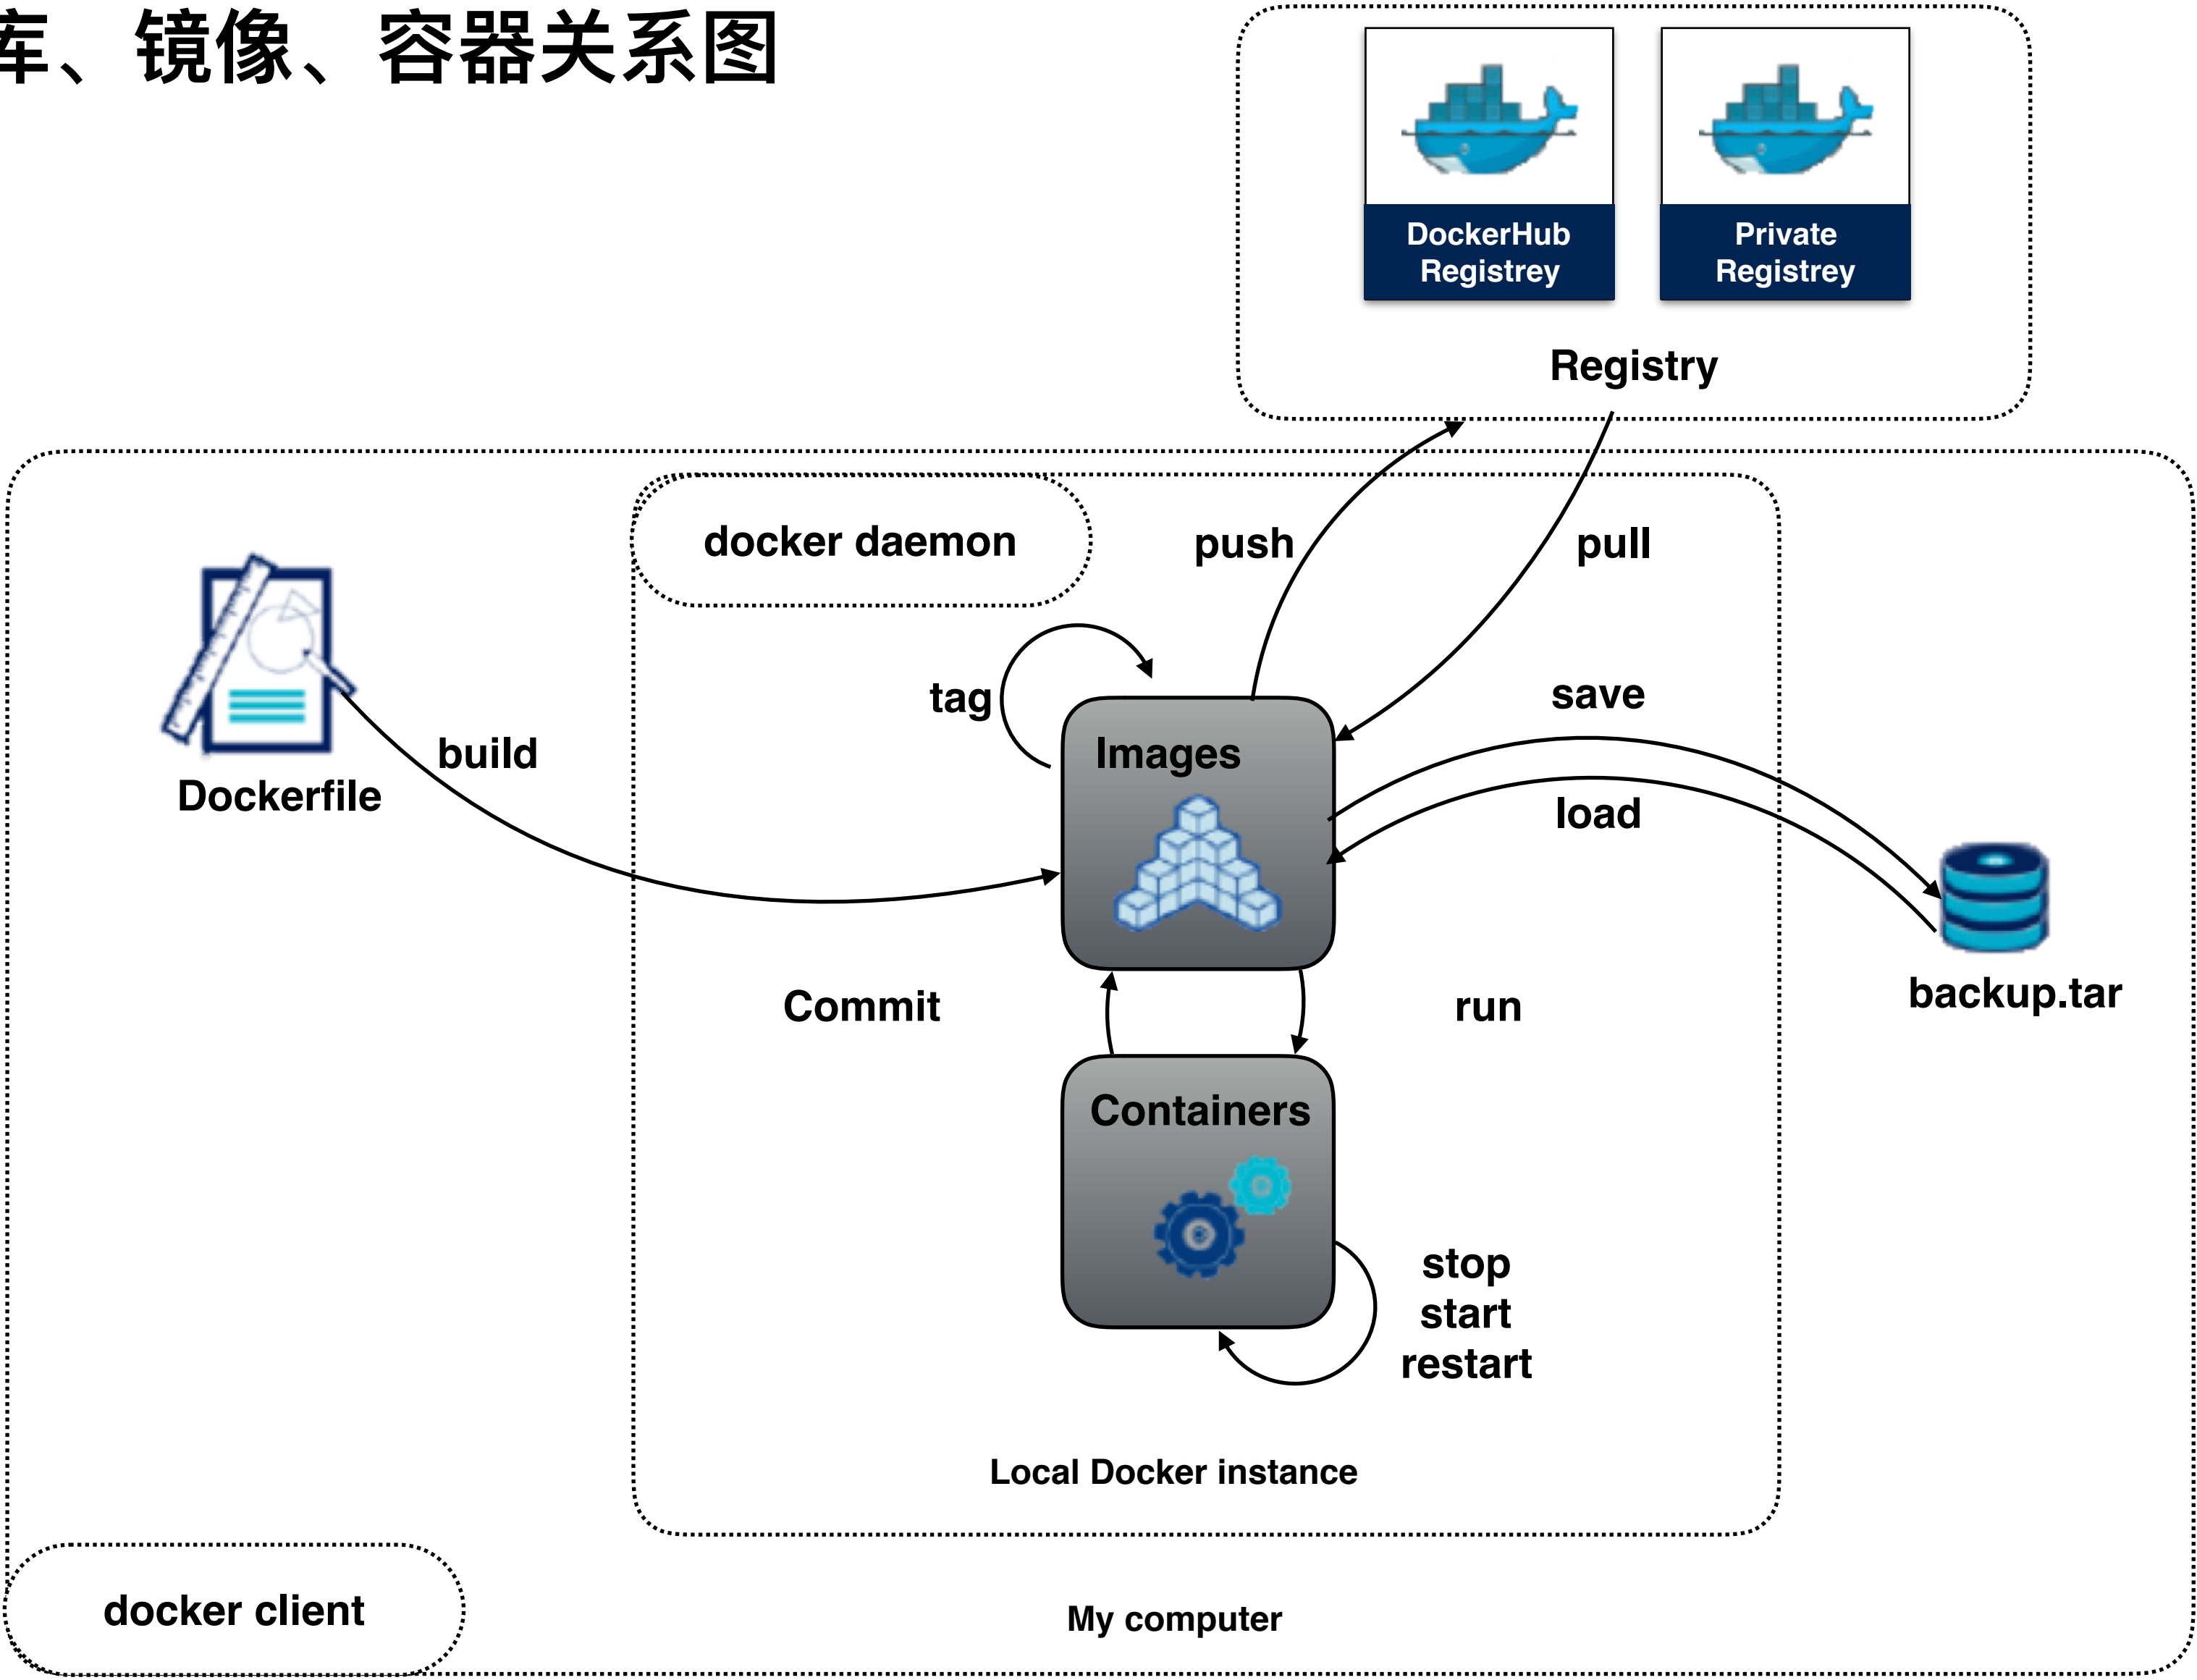 库、镜像、容器关系图
DockerHub
Registrey
Private
Registrey
Registry
docker daemon
push
pull
tag
save
Images
build
load
Dockerfile
backup.tar
Commit
run
Containers
stop
start
restart
Local Docker instance
docker client
My computer